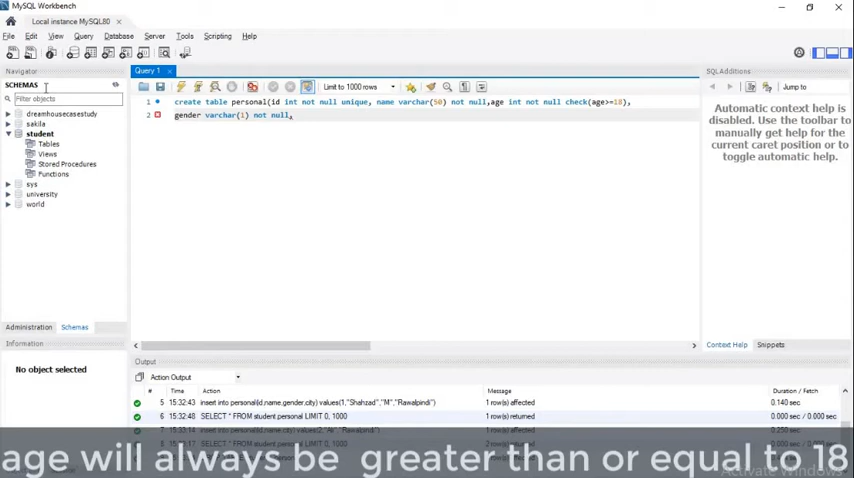 MySQL Workbench
Local instance MySQL80 ×
File Edit View Query Database Server Tools Scripting Help
Navigator
SCHEMAS
Filter objects
dreamhousecasestudy
sakila
student
Tables
Views
Stored Procedures
Functions
sys
university
world
Administration Schemas
Information
No object selected
Query 1 ×
Limit to 1000 rows
1 create table personal(id int not null unique, name varchar(50) not null,age int not null check(age>=18),
2 gender varchar(1) not null,
SQLAdditions
Jump to
Automatic context help is
disabled. Use the toolbar to
manually get help for the
current caret position or to
toggle automatic help.
Context Help Snippets
Output
Action Output
# Time Action Message Duration / Fetch
5 15:32:43 insert into personal(id,name,gender,city) values(1,"Shahzad","M","Rawalpindi") 1 row(s) affected 0.140 sec
6 15:32:48 SELECT * FROM student.personal LIMIT 0, 1000 1 row(s) returned 0.000 sec / 0.000 sec
age will always be greater than or equal to 18
Activate Windows